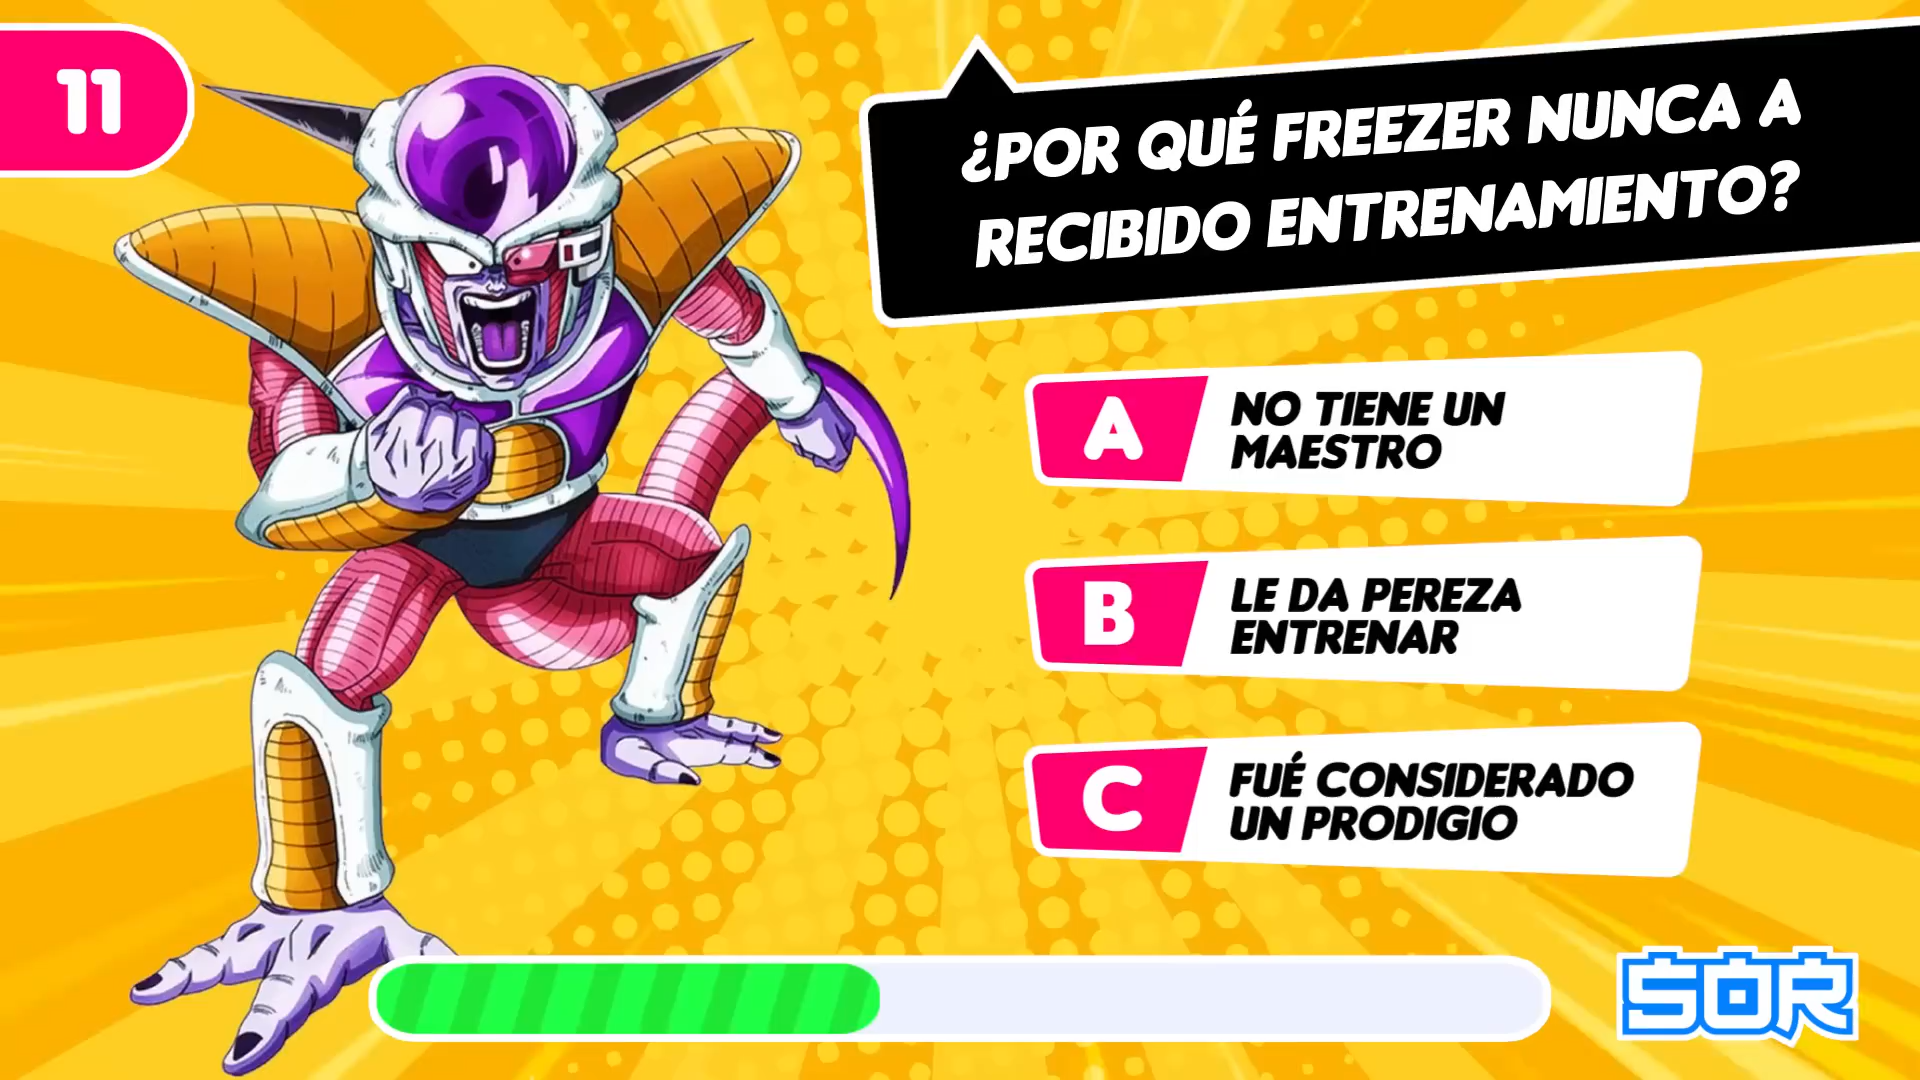 11
¿POR QUÉ FREEZER NUNCA A
RECIBIDO ENTRENAMIENTO?
A
NO TIENE UN
MAESTRO
B
LE DA PEREZA
ENTRENAR
C
FUÉ CONSIDERADO
UN PRODIGIO
SOR